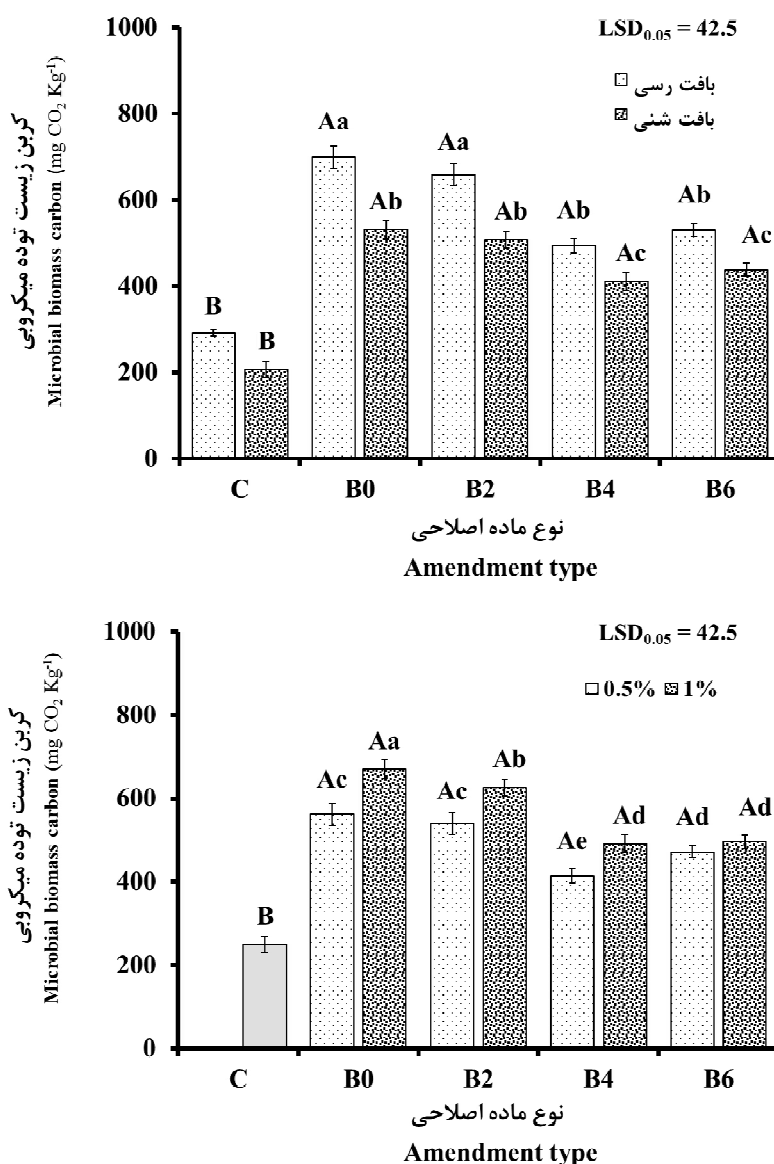 1000
800
600
400
200
0
کربن زیست توده میکروبی
Microbial biomass carbon (mg CO2 Kg-1)
LSD0.05 = 42.5
بافت رسی
بافت شنی
B
B
Aa
Ab
Aa
Ab
Ab
Ac
Ab
Ac
C B0 B2 B4 B6
نوع ماده اصلاحی
Amendment type
1000
800
600
400
200
0
کربن زیست توده میکروبی
Microbial biomass carbon (mg CO2 Kg-1)
LSD0.05 = 42.5
0.5% 1%
B
Ac
Aa
Ac
Ab
Ae
Ad
Ad
Ad
C B0 B2 B4 B6
نوع ماده اصلاحی
Amendment type